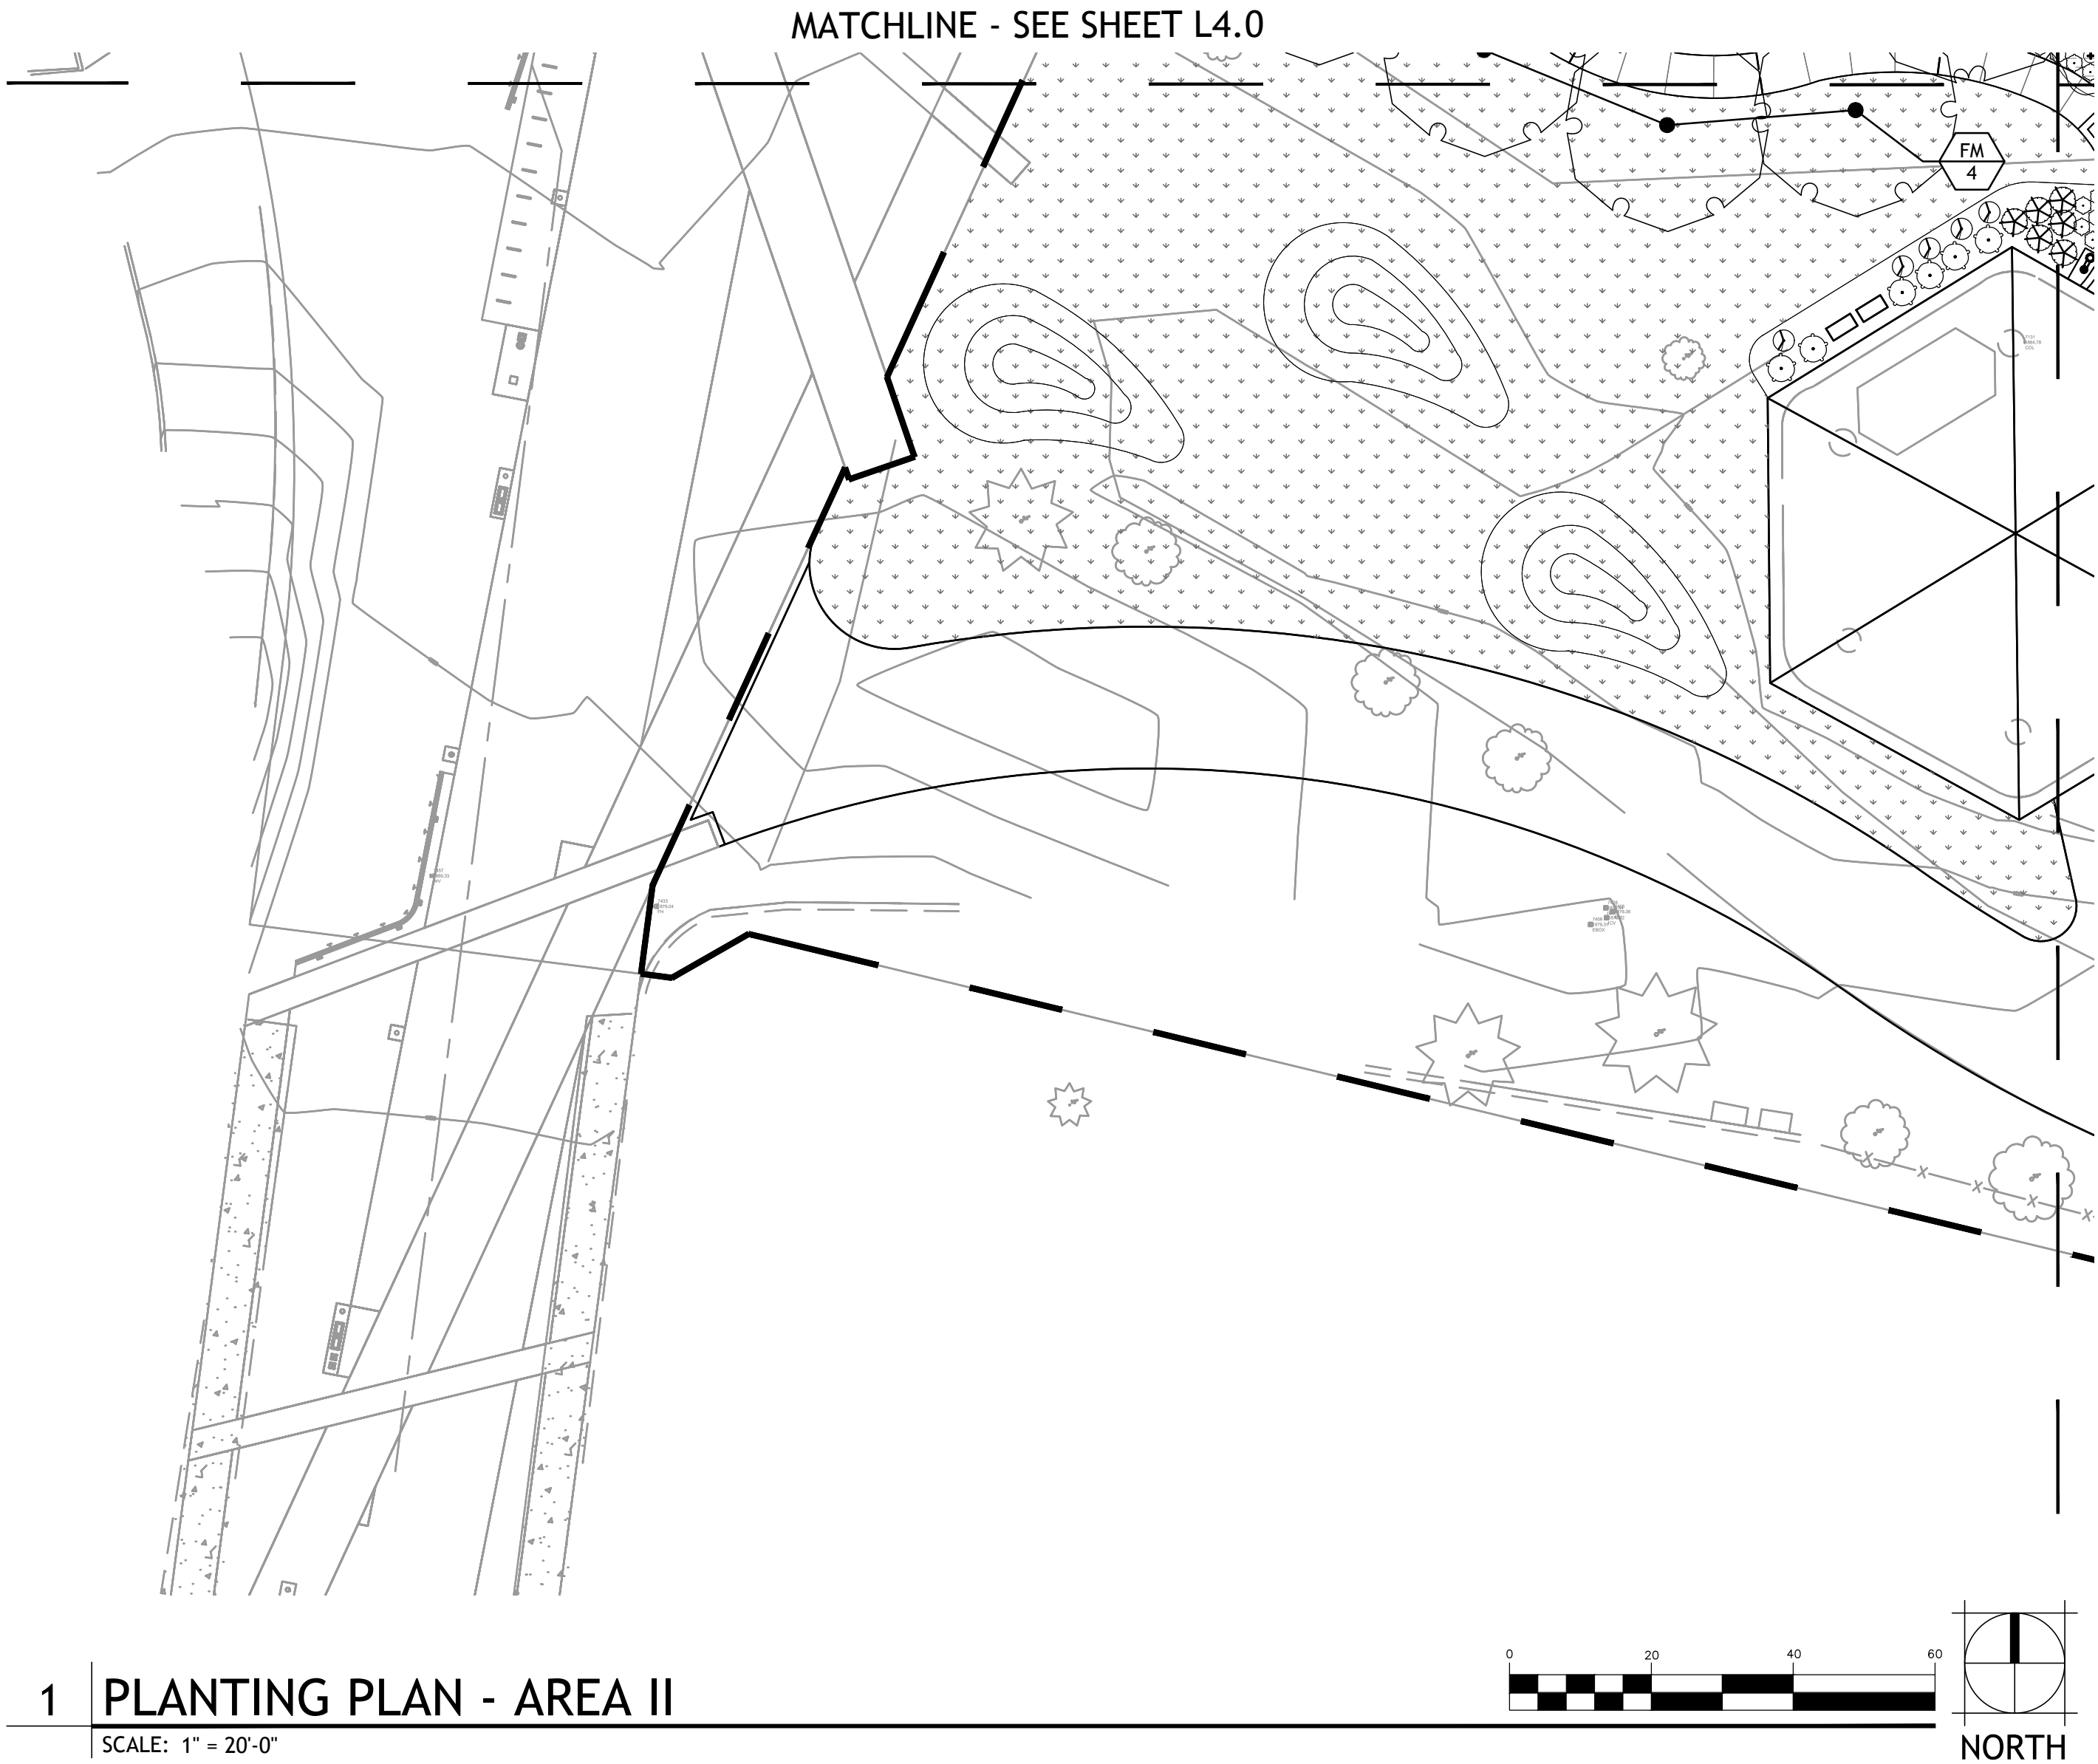 MATCHLINE - SEE SHEET L4.0
FM
4
0 20 40 60
1 PLANTING PLAN - AREA II
SCALE: 1" = 20'-0"
NORTH